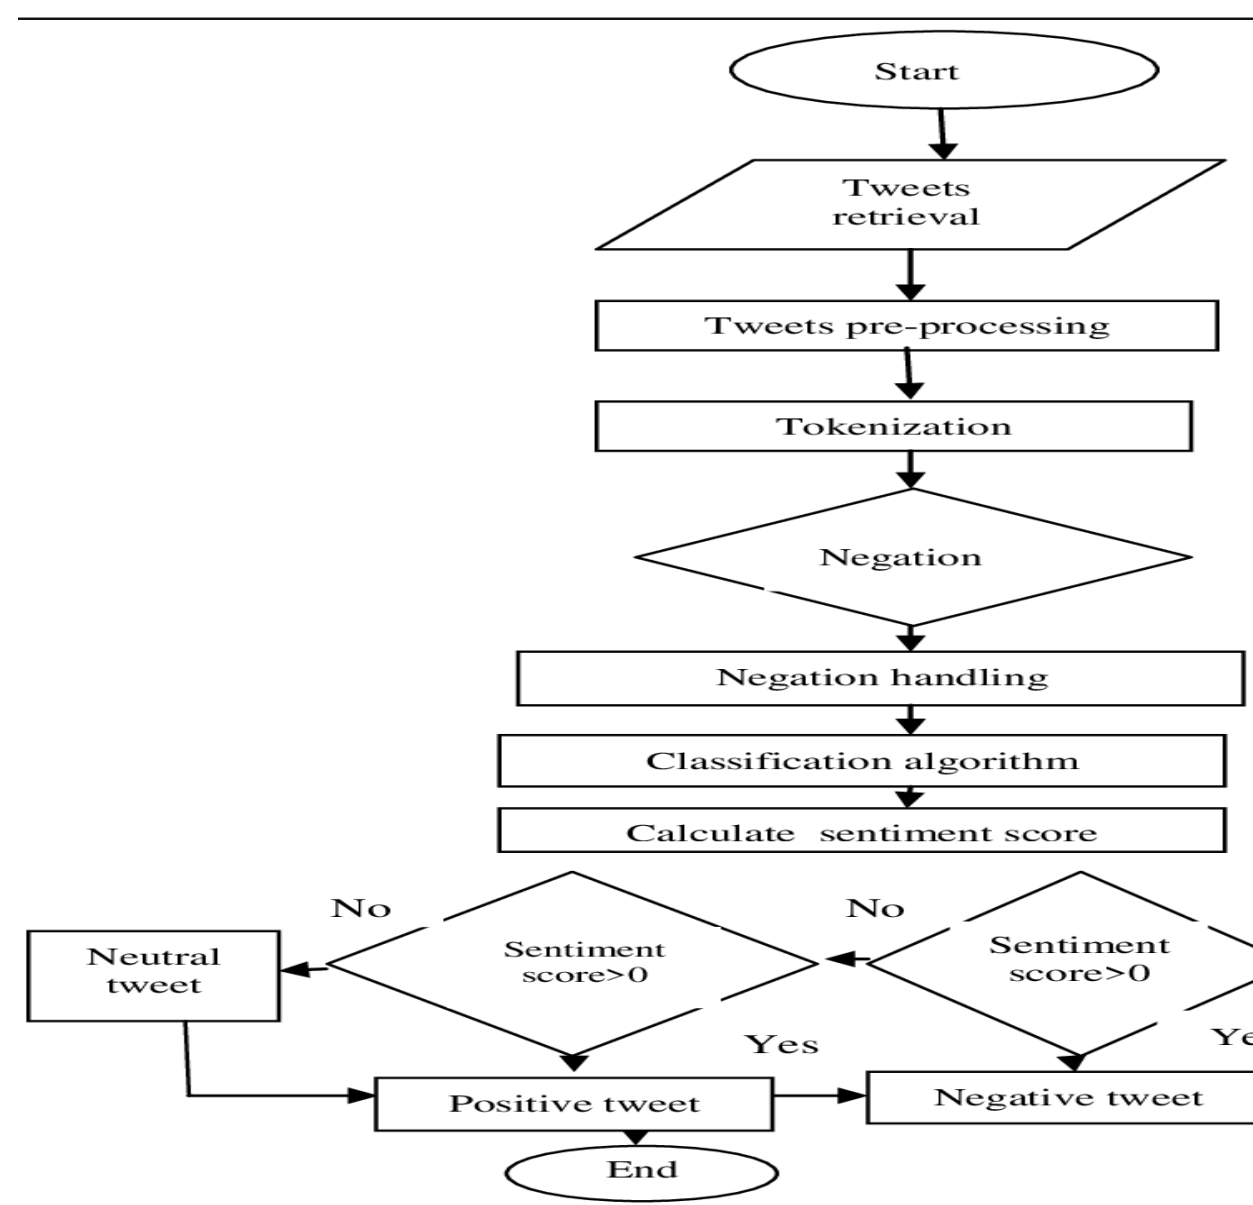 Start
Tweets
retrieval
Tweets pre-processing
Tokenization
Negation
Negation handling
Classification algorithm
Calculate sentiment score
No
No
Neutral
tweet
Sentiment
score>0
Sentiment
score>0
Yes
Ye
Positive tweet
Negative tweet
End